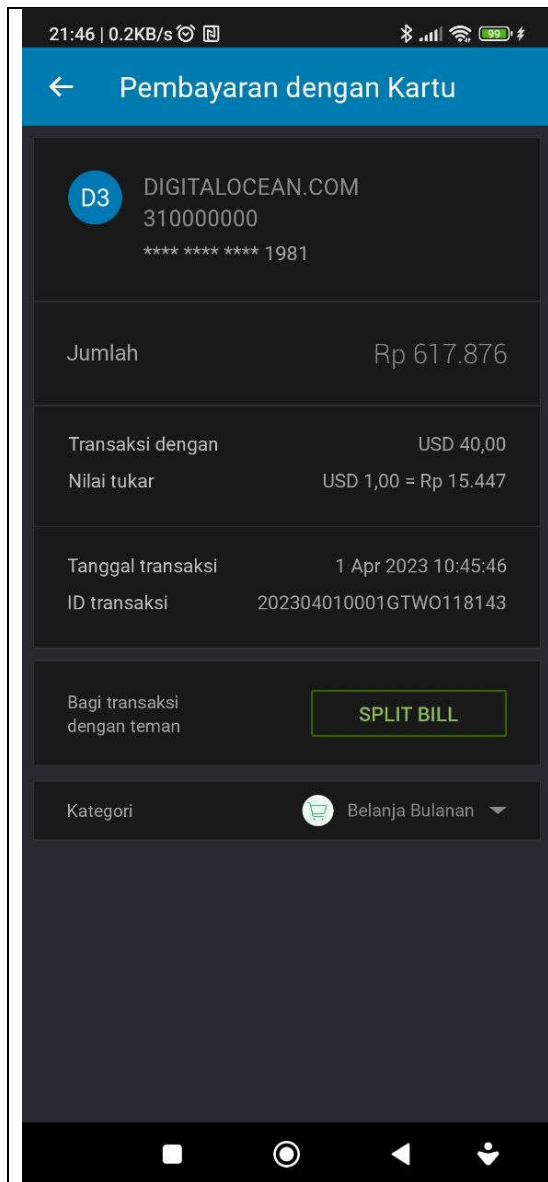 21:46 | 0.2KB/s
99
Pembayaran dengan Kartu
D3
DIGITALOCEAN.COM
310000000
**** **** **** 1981
Jumlah Rp 617.876
Transaksi dengan USD 40,00
Nilai tukar USD 1,00 = Rp 15.447
Tanggal transaksi 1 Apr 2023 10:45:46
ID transaksi 202304010001GTWO118143
Bagi transaksi
dengan teman
SPLIT BILL
Kategori Belanja Bulanan